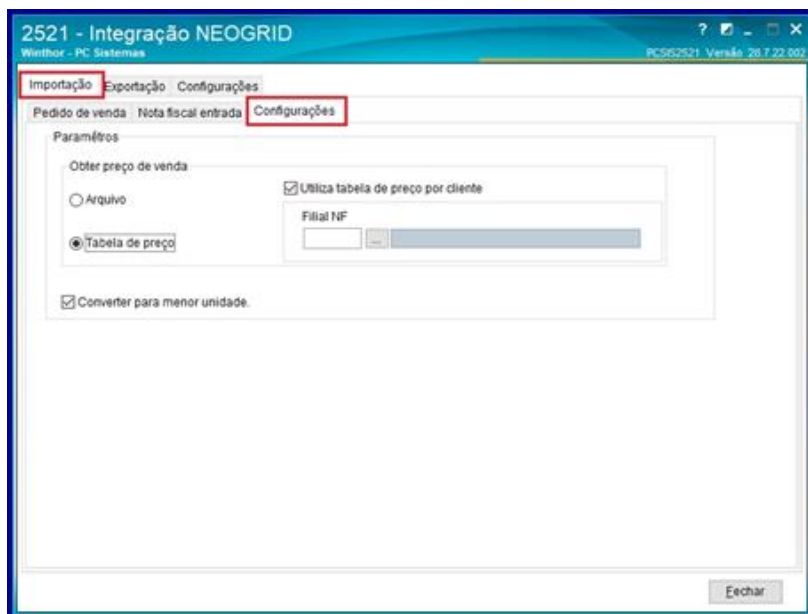 2521 - Integração NEOGRID
?
Winthor - PC Sistemas
PCSIS2521 Versão 28.7.22.002
Importação Exportação Configurações
Pedido de venda Nota fiscal entrada Configurações
Paramêtros
Obter preço de venda
Arquivo
Utiliza tabela de preço por cliente
Filial NF
...
Tabela de preço
Converter para menor unidade.
Fechar